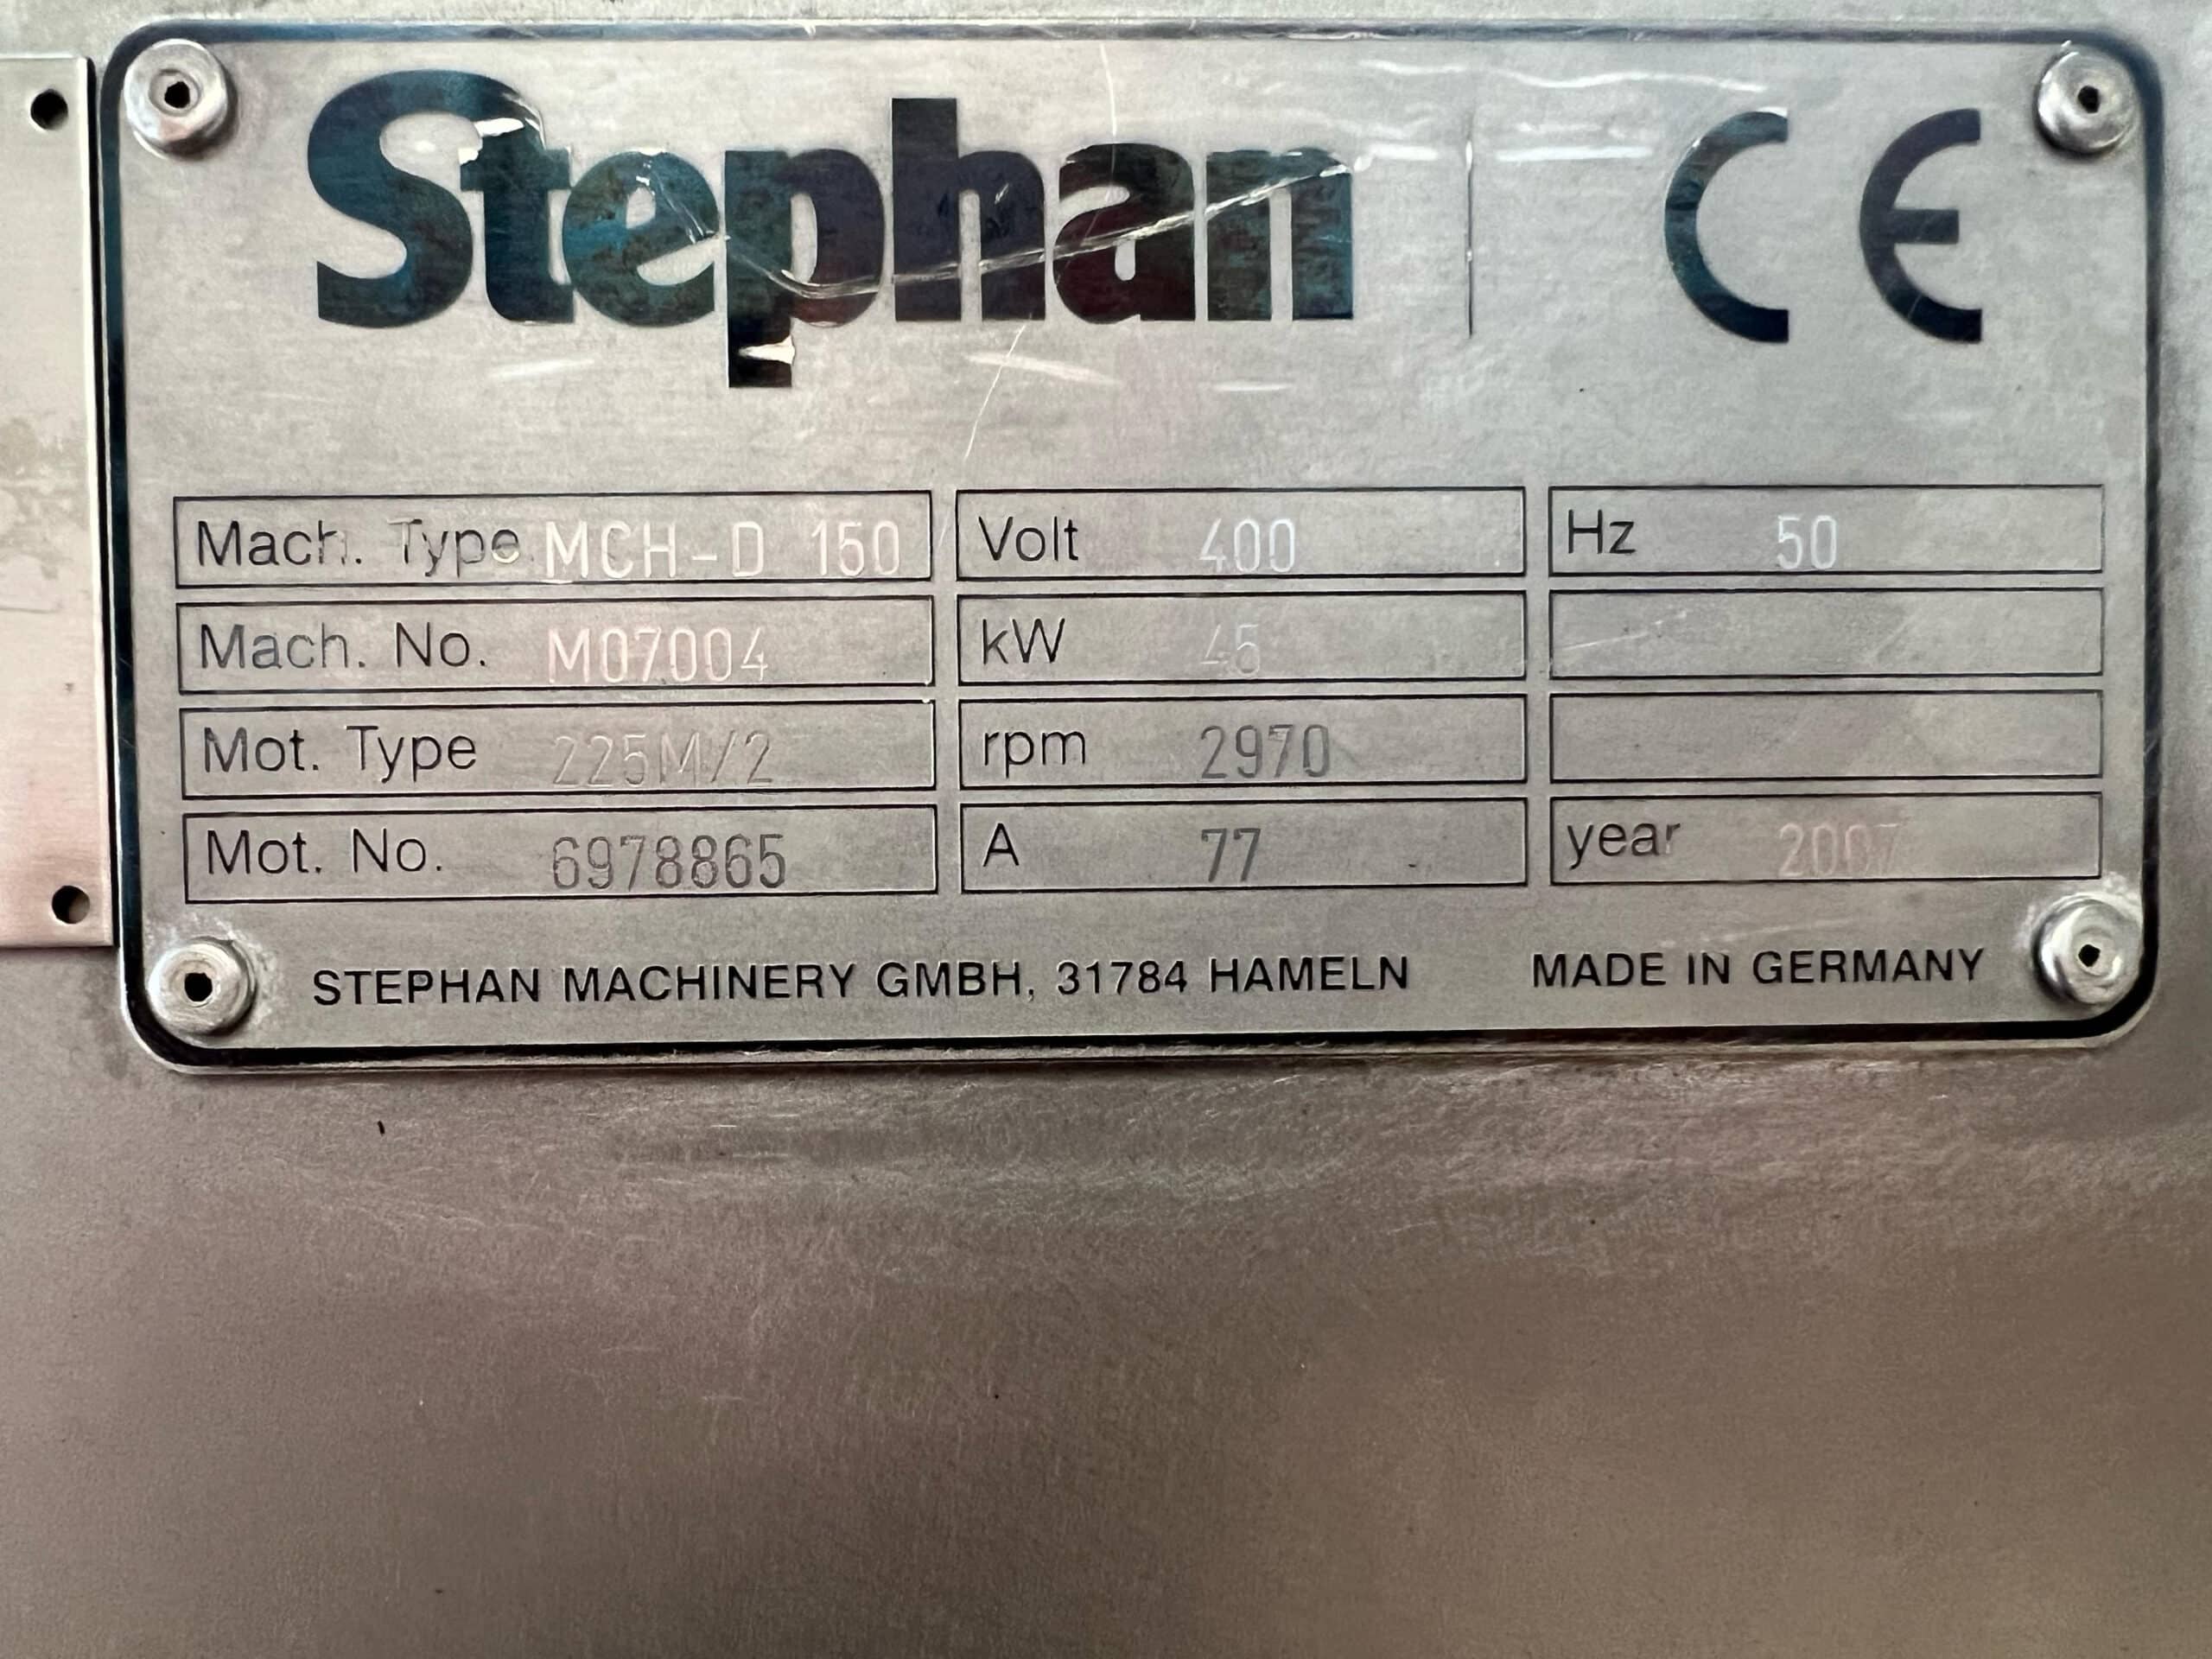 Stephan CE
Mach. Type MCH-D 150 Volt 400 Hz 50
Mach. No. M07004 kW 45
Mot. Type 225M/2 rpm 2970
Mot. No. 6978865 A 77 year 2007
STEPHAN MACHINERY GMBH, 31784 HAMELN MADE IN GERMANY